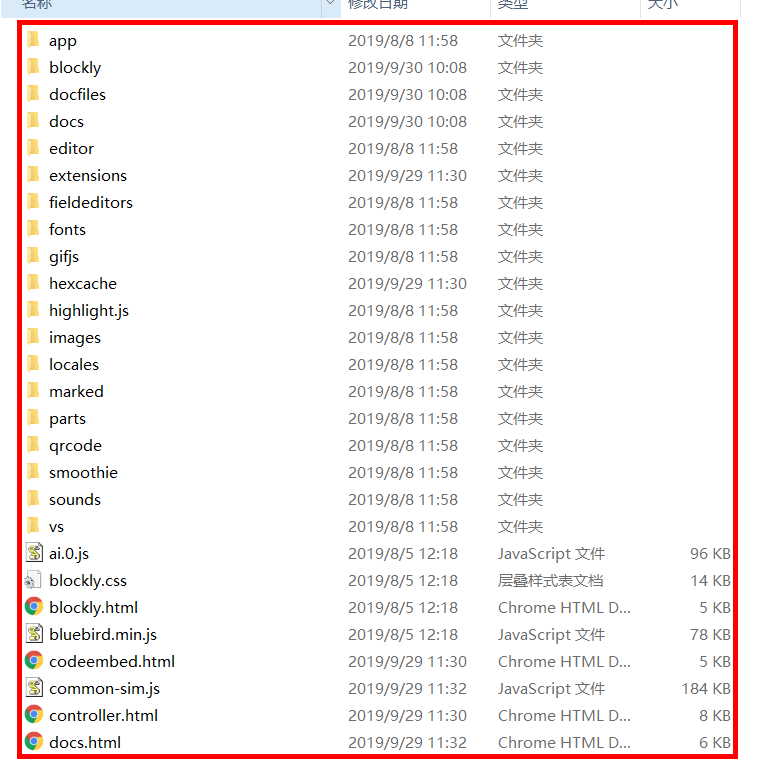 名称 修改日期 类型 大小
app 2019/8/8 11:58 文件夹
blockly 2019/9/30 10:08 文件夹
docfiles 2019/9/30 10:08 文件夹
docs 2019/9/30 10:08 文件夹
editor 2019/8/8 11:58 文件夹
extensions 2019/9/29 11:30 文件夹
fieldeditors 2019/8/8 11:58 文件夹
fonts 2019/8/8 11:58 文件夹
gifjs 2019/8/8 11:58 文件夹
hexcache 2019/9/29 11:30 文件夹
highlight.js 2019/8/8 11:58 文件夹
images 2019/8/8 11:58 文件夹
locales 2019/8/8 11:58 文件夹
marked 2019/8/8 11:58 文件夹
parts 2019/8/8 11:58 文件夹
qrcode 2019/8/8 11:58 文件夹
smoothie 2019/8/8 11:58 文件夹
sounds 2019/8/8 11:58 文件夹
vs 2019/8/8 11:58 文件夹
ai.0.js 2019/8/5 12:18 JavaScript 文件 96 KB
blockly.css 2019/8/5 12:18 层叠样式表文档 14 KB
blockly.html 2019/8/5 12:18 Chrome HTML D... 5 KB
bluebird.min.js 2019/8/5 12:18 JavaScript 文件 78 KB
codeembed.html 2019/9/29 11:30 Chrome HTML D... 5 KB
common-sim.js 2019/9/29 11:32 JavaScript 文件 184 KB
controller.html 2019/9/29 11:30 Chrome HTML D... 8 KB
docs.html 2019/9/29 11:32 Chrome HTML D... 6 KB